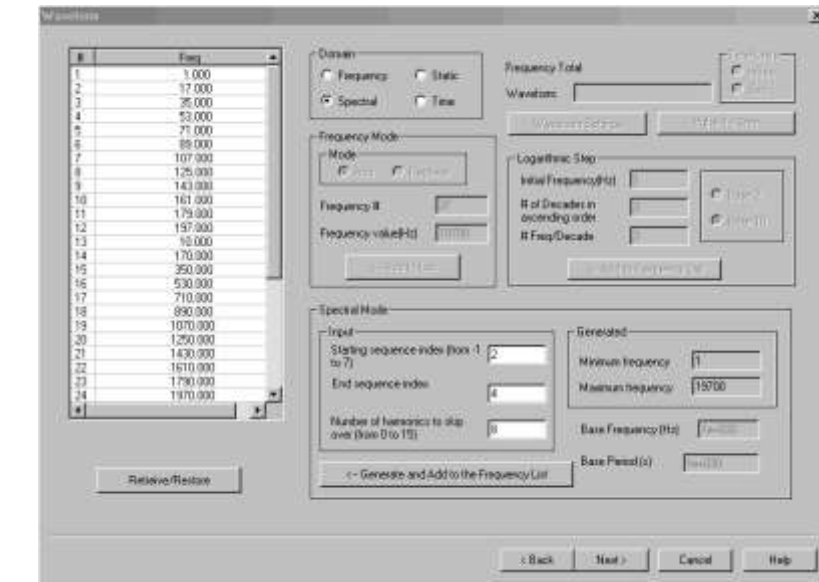 Waveform
# Freq
1 1.000
2 17.000
3 35.000
4 53.000
5 71.000
6 89.000
7 107.000
8 125.000
9 143.000
10 161.000
11 179.000
12 197.000
13 10.000
14 170.000
15 350.000
16 530.000
17 710.000
18 890.000
19 1070.000
20 1250.000
21 1430.000
22 1610.000
23 1790.000
24 1970.000
Retrieve/Restore
Domain
Frequency Static
Spectral Time
Frequency Total
Waveform:
Waveform Settings
Frequency Mode
Mode
Frequency #
Frequency value(Hz) 19700
Logarithmic Step
Initial Frequency(Hz)
# of Decades in
ascending order
# Freq/Decade
Spectral Mode
Input
Starting sequence index (from -1
to 7) 2
End sequence index 4
Number of harmonics to skip
over (from 0 to 15) 8
<-- Generate and Add to the Frequency List
Generated
Minimum frequency 1
Maximum frequency 19700
Base Frequency (Hz)
Base Period (s)
< Back Next > Cancel Help